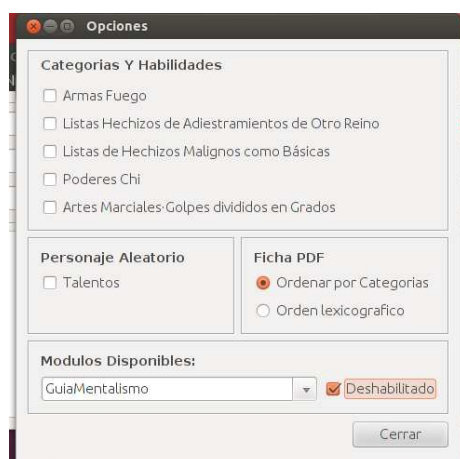 Opciones
Categorias Y Habilidades
Armas Fuego
Listas Hechizos de Adiestramientos de Otro Reino
Listas de Hechizos Malignos como Básicas
Poderes Chi
Artes Marciales·Golpes divididos en Grados
Personaje Aleatorio
Talentos
Ficha PDF
Ordenar por Categorias
Orden lexicografico
Modulos Disponibles:
GuiaMentalismo
Deshabilitado
Cerrar